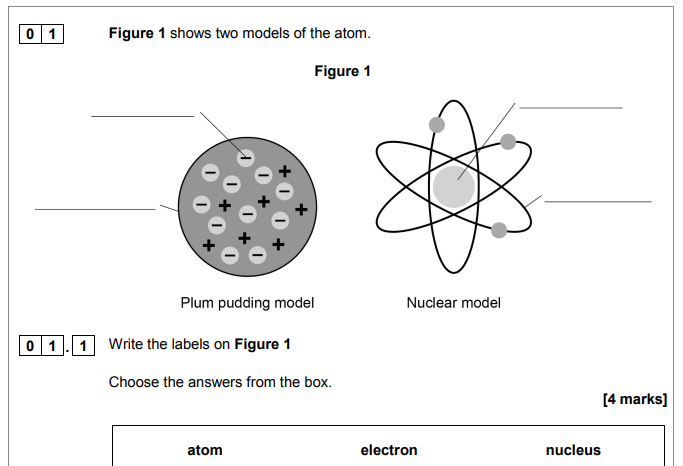 0 1 Figure 1 shows two models of the atom.
Figure 1
Plum pudding model Nuclear model
0 1 . 1 Write the labels on Figure 1
Choose the answers from the box.
[4 marks]
atom electron nucleus